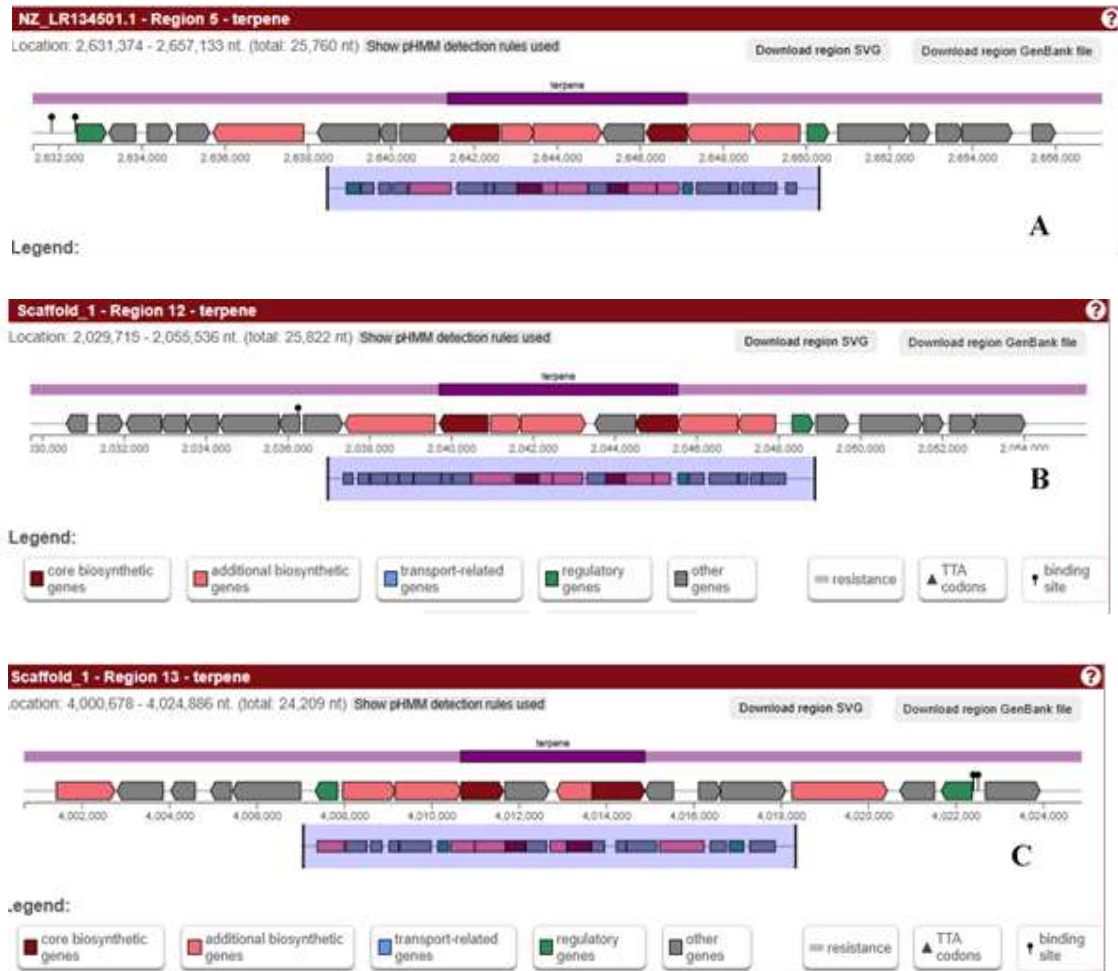 NZ_LR134501.1 - Region 5 - terpene ?
Location: 2,631,374 - 2,657,133 nt. (total: 25,760 nt) Show pHMM detection rules used Download region SVG Download region GenBank file
terpene
2,632,000 2,634,000 2,636,000 2,638,000 2,640,000 2,642,000 2,644,000 2,646,000 2,648,000 2,650,000 2,652,000 2,654,000 2,656,000
A
Legend:
Scaffold_1 - Region 12 - terpene ?
Location: 2,029,715 - 2,055,536 nt. (total: 25,822 nt) Show pHMM detection rules used Download region SVG Download region GenBank file
terpene
2,032,000 2,034,000 2,036,000 2,038,000 2,040,000 2,042,000 2,044,000 2,046,000 2,048,000 2,050,000 2,052,000
B
Legend:
core biosynthetic genes additional biosynthetic genes transport-related genes regulatory genes other genes resistance TTA codons binding site
Scaffold_1 - Region 13 - terpene ?
ocation: 4,000,678 - 4,024,886 nt. (total: 24,209 nt) Show pHMM detection rules used Download region SVG Download region GenBank file
terpene
4,002,000 4,004,000 4,006,000 4,008,000 4,010,000 4,012,000 4,014,000 4,016,000 4,018,000 4,020,000 4,022,000 4,024,000
C
egend:
core biosynthetic genes additional biosynthetic genes transport-related genes regulatory genes other genes resistance TTA codons binding site